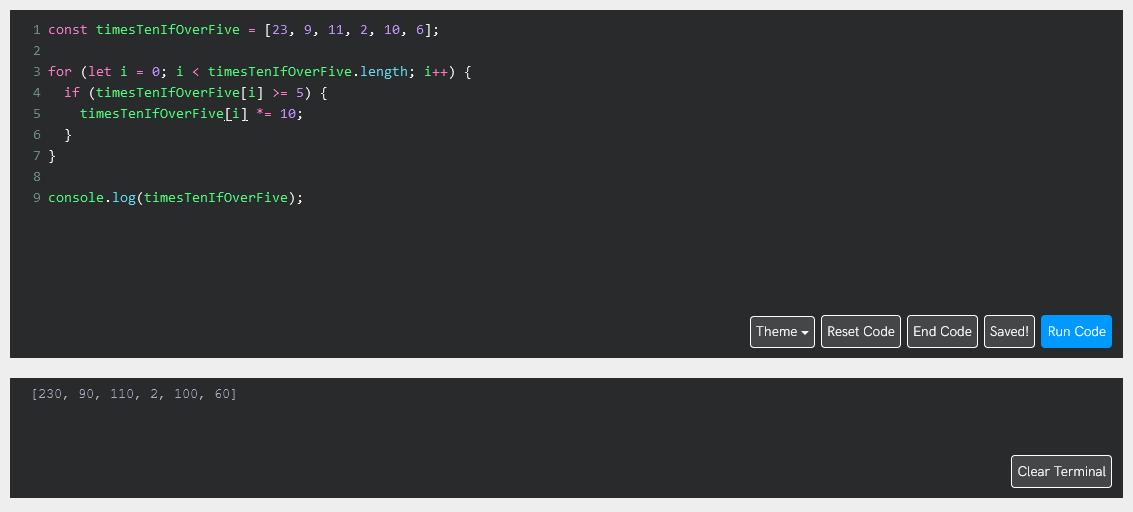 1 const timesTenIfOverFive = [23, 9, 11, 2, 10, 6];
2
3 for (let i = 0; i < timesTenIfOverFive.length; i++) {
4   if (timesTenIfOverFive[i] >= 5) {
5     timesTenIfOverFive[i] *= 10;
6   }
7 }
8
9 console.log(timesTenIfOverFive);
Theme Reset Code End Code Saved! Run Code
[230, 90, 110, 2, 100, 60]
Clear Terminal